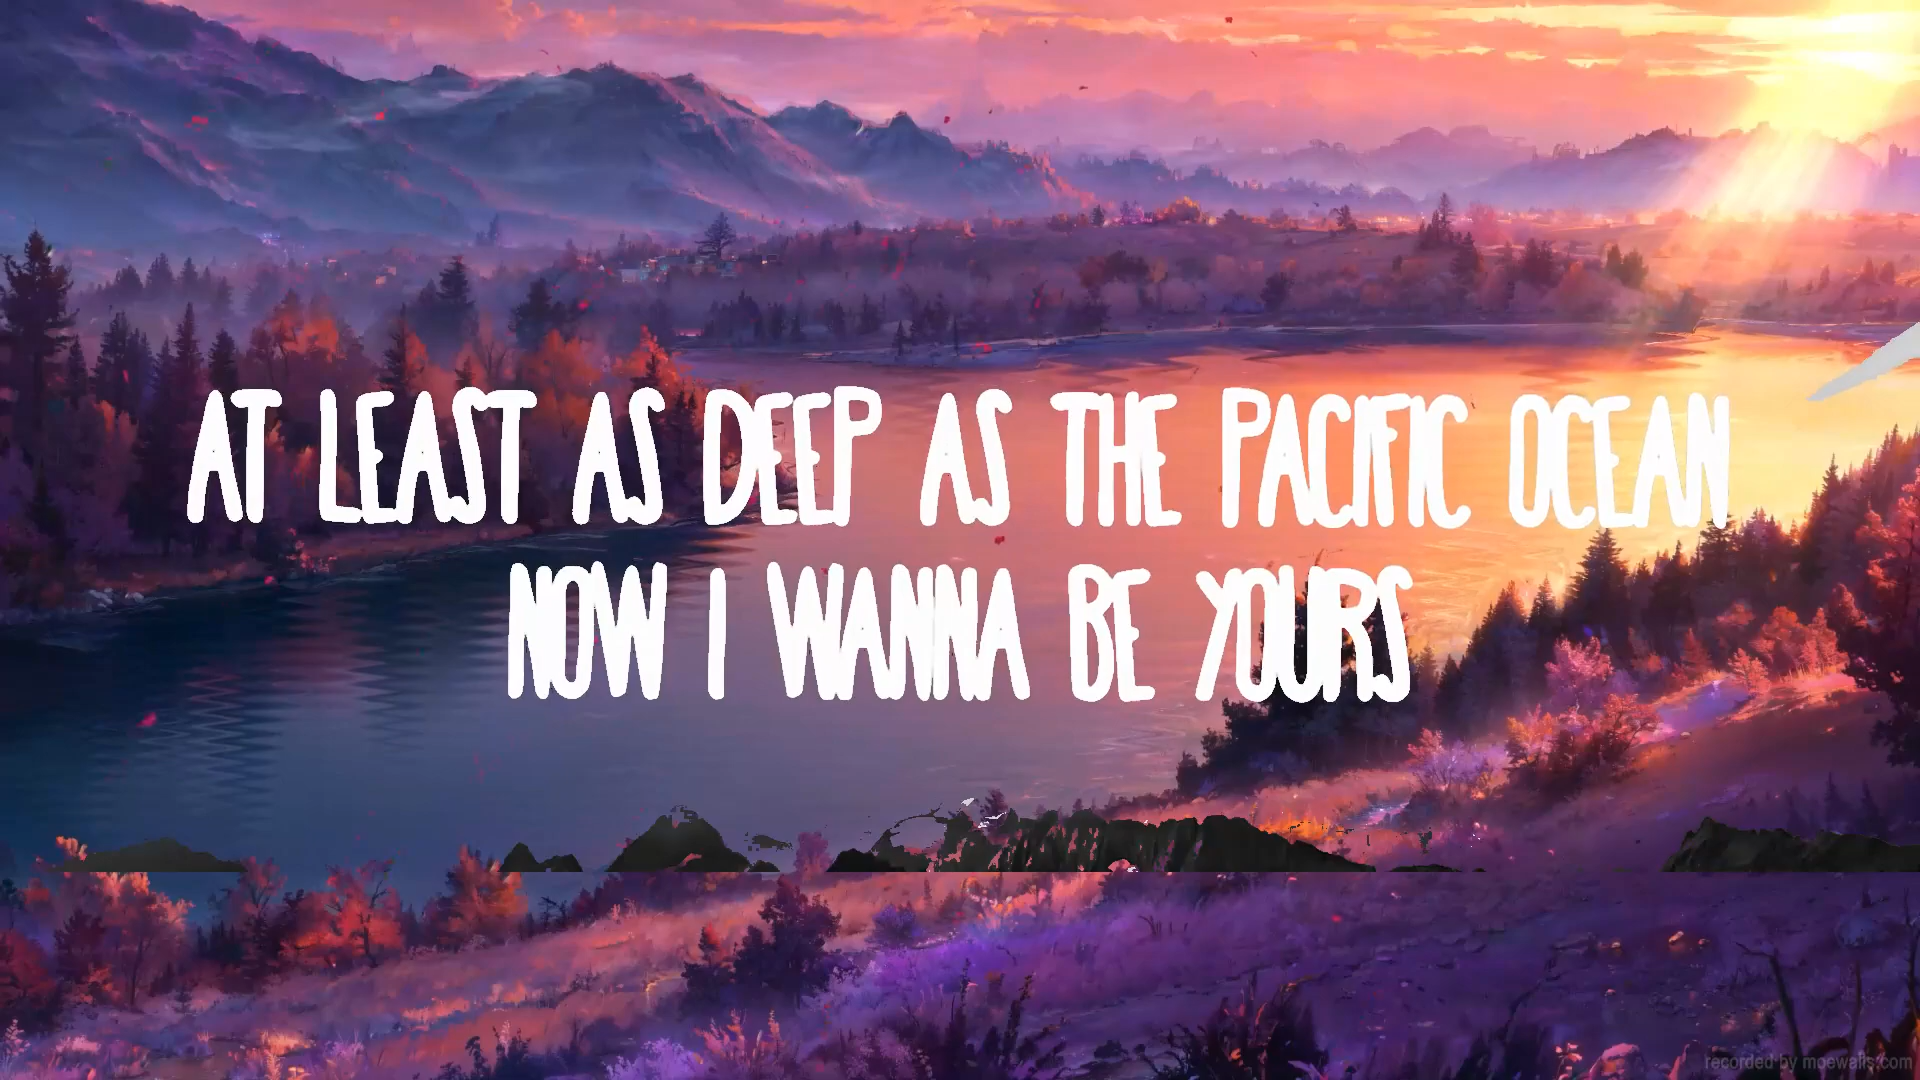 AT LEAST AS DEEP AS THE PACIFIC OCEAN
NOW I WANNA BE YOURS
recorded by moewalls.com